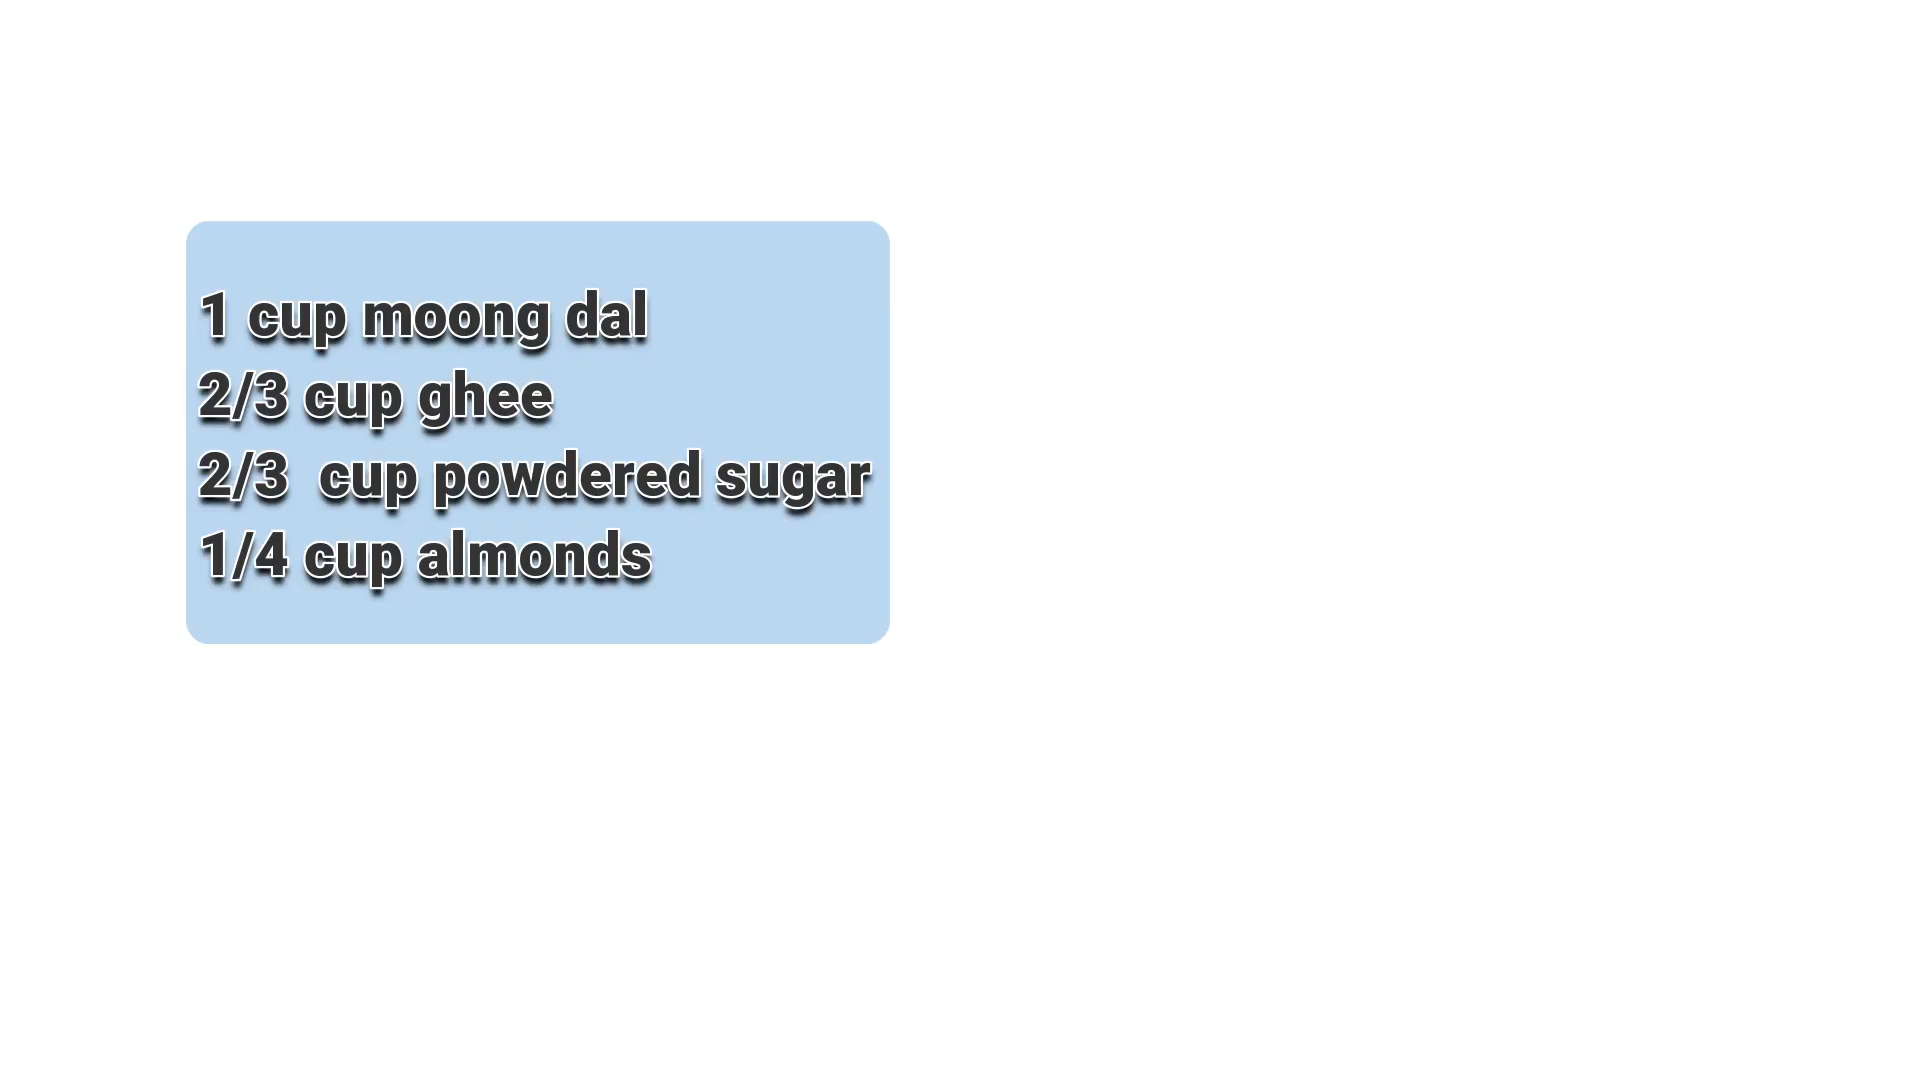 1 cup moong dal
2/3 cup ghee
2/3  cup powdered sugar
1/4 cup almonds